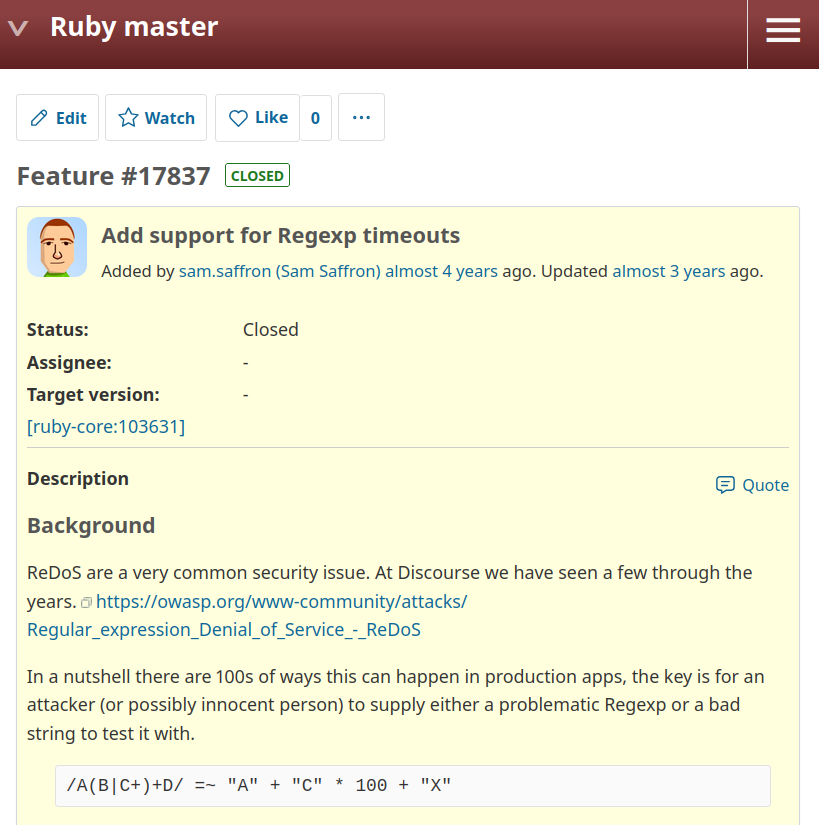 Ruby master
Edit
Watch
Like
0
...
Feature #17837 CLOSED
Add support for Regexp timeouts
Added by sam.saffron (Sam Saffron) almost 4 years ago. Updated almost 3 years ago.
Status: Closed
Assignee: -
Target version: -
[ruby-core:103631]
Description
Quote
Background
ReDoS are a very common security issue. At Discourse we have seen a few through the
years. https://owasp.org/www-community/attacks/
Regular_expression_Denial_of_Service_-_ReDoS
In a nutshell there are 100s of ways this can happen in production apps, the key is for an
attacker (or possibly innocent person) to supply either a problematic Regexp or a bad
string to test it with.
/A(B|C+)+D/ =~ "A" + "C" * 100 + "X"